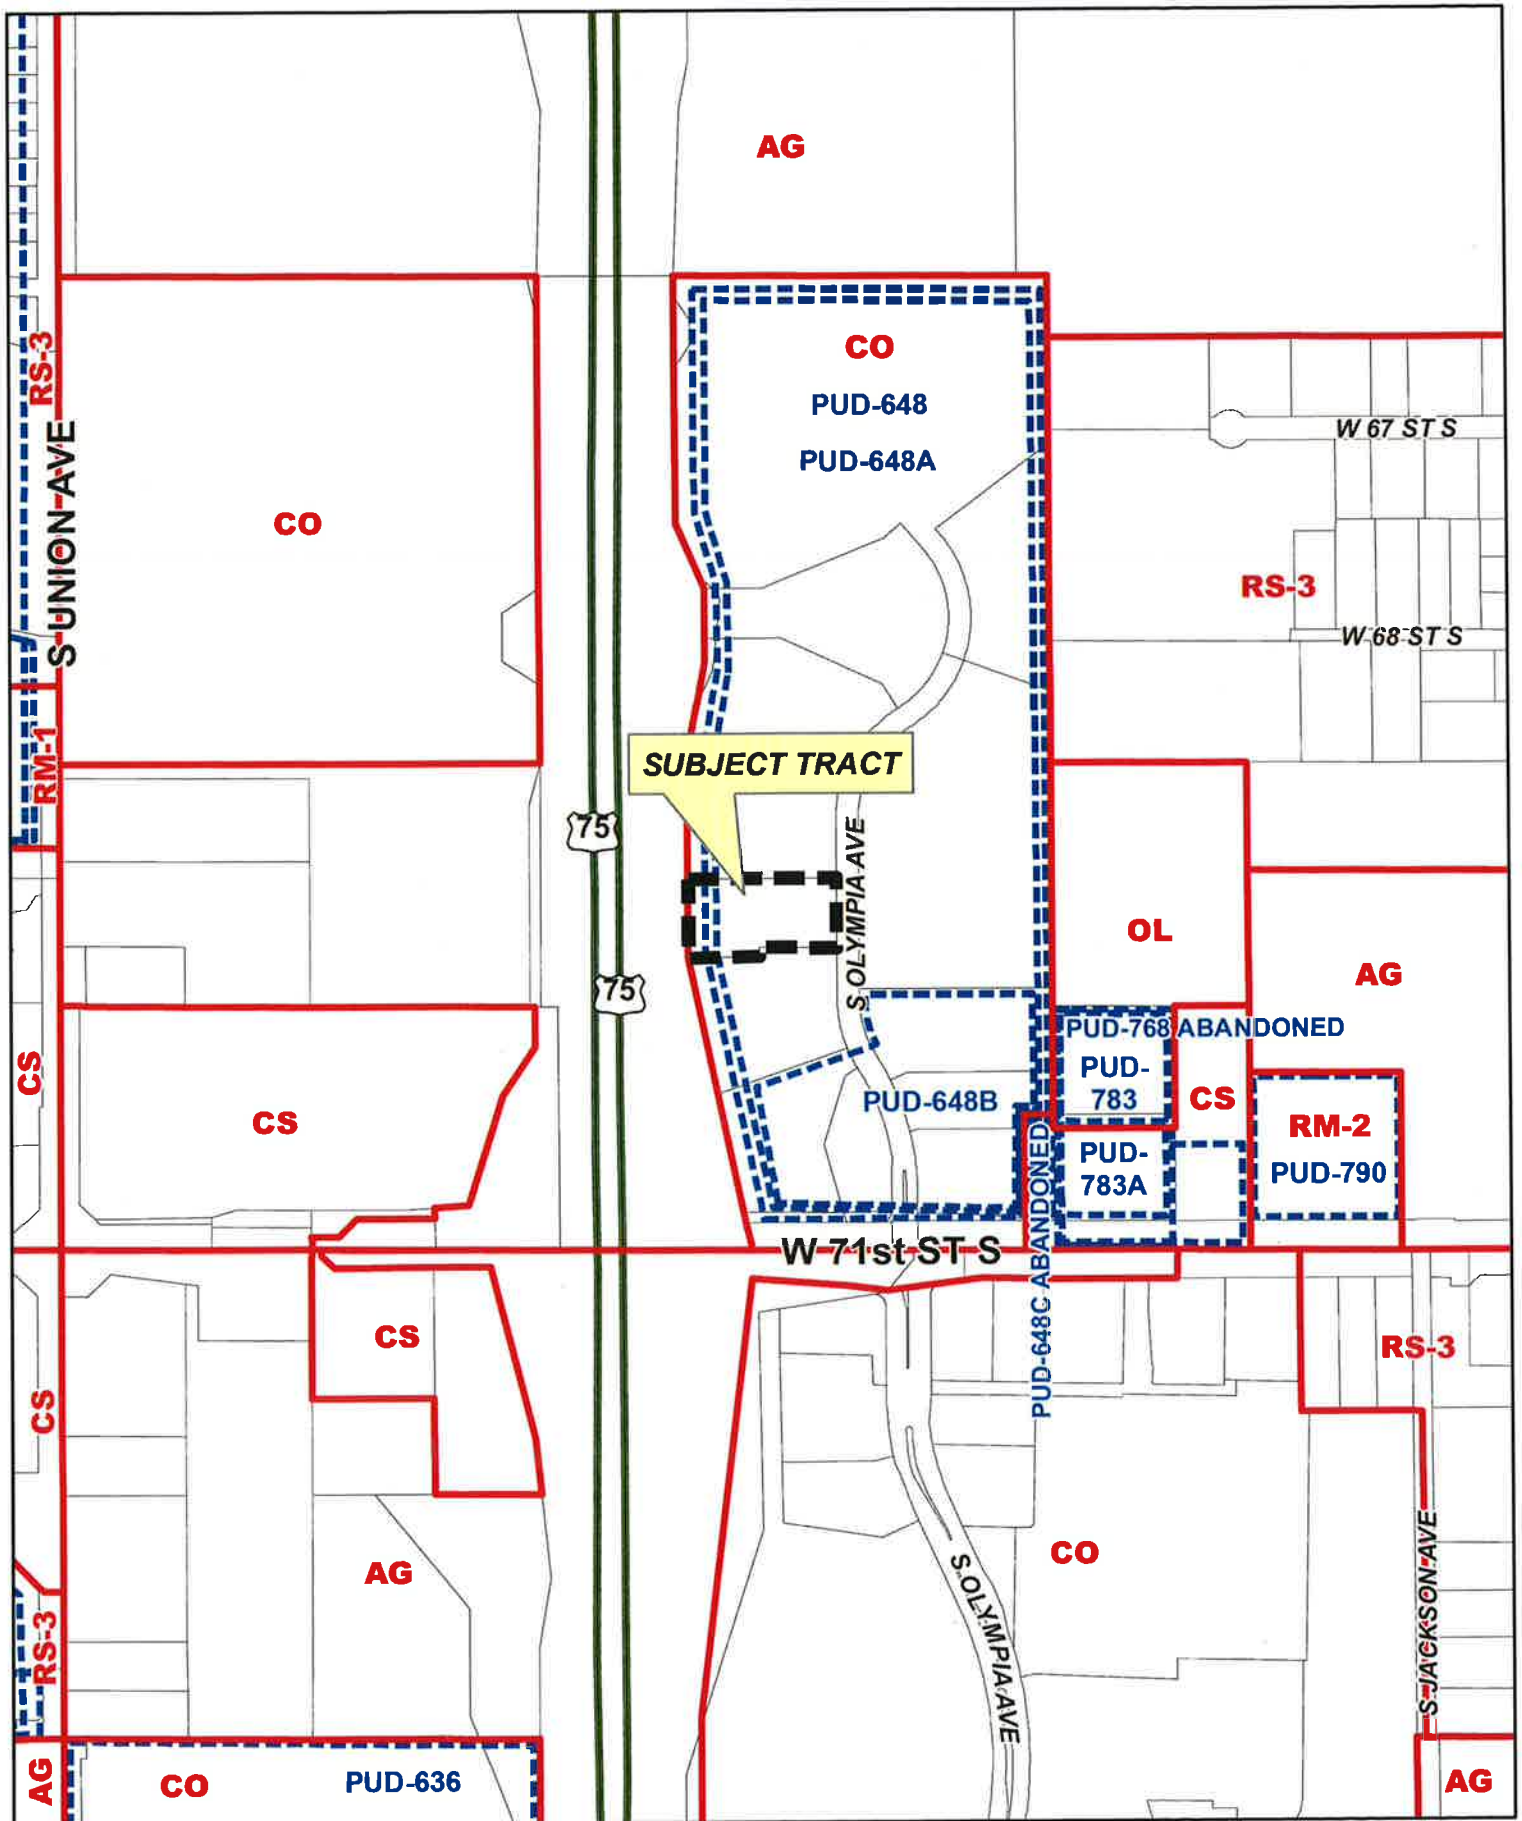 AG
CO
PUD-648
PUD-648A
RS-3
S UNION AVE
W 67 ST S
CO
RS-3
W 68 ST S
RM-1
SUBJECT TRACT
75
S OLYMPIA AVE
OL
AG
75
PUD-768 ABANDONED
CS
PUD-
783
PUD-648B
CS
CS
RM-2
PUD-790
PUD-
783A
PUD-648C ABANDONED
W 71st ST S
CS
RS-3
CS
CO
AG
S OLYMPIA AVE
S JACKSON AVE
RS-3
AG
CO
PUD-636
AG